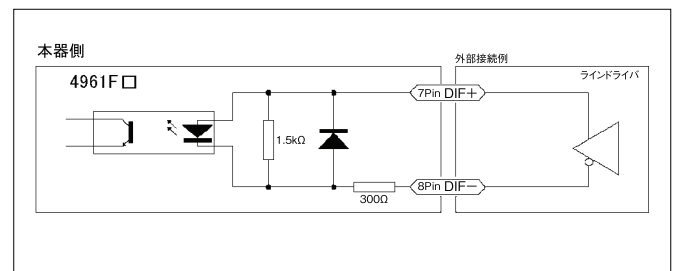 本器側
外部接続例
4961F□
ラインドライバ
7Pin DIF+
1.5kΩ
8Pin DIF−
300Ω